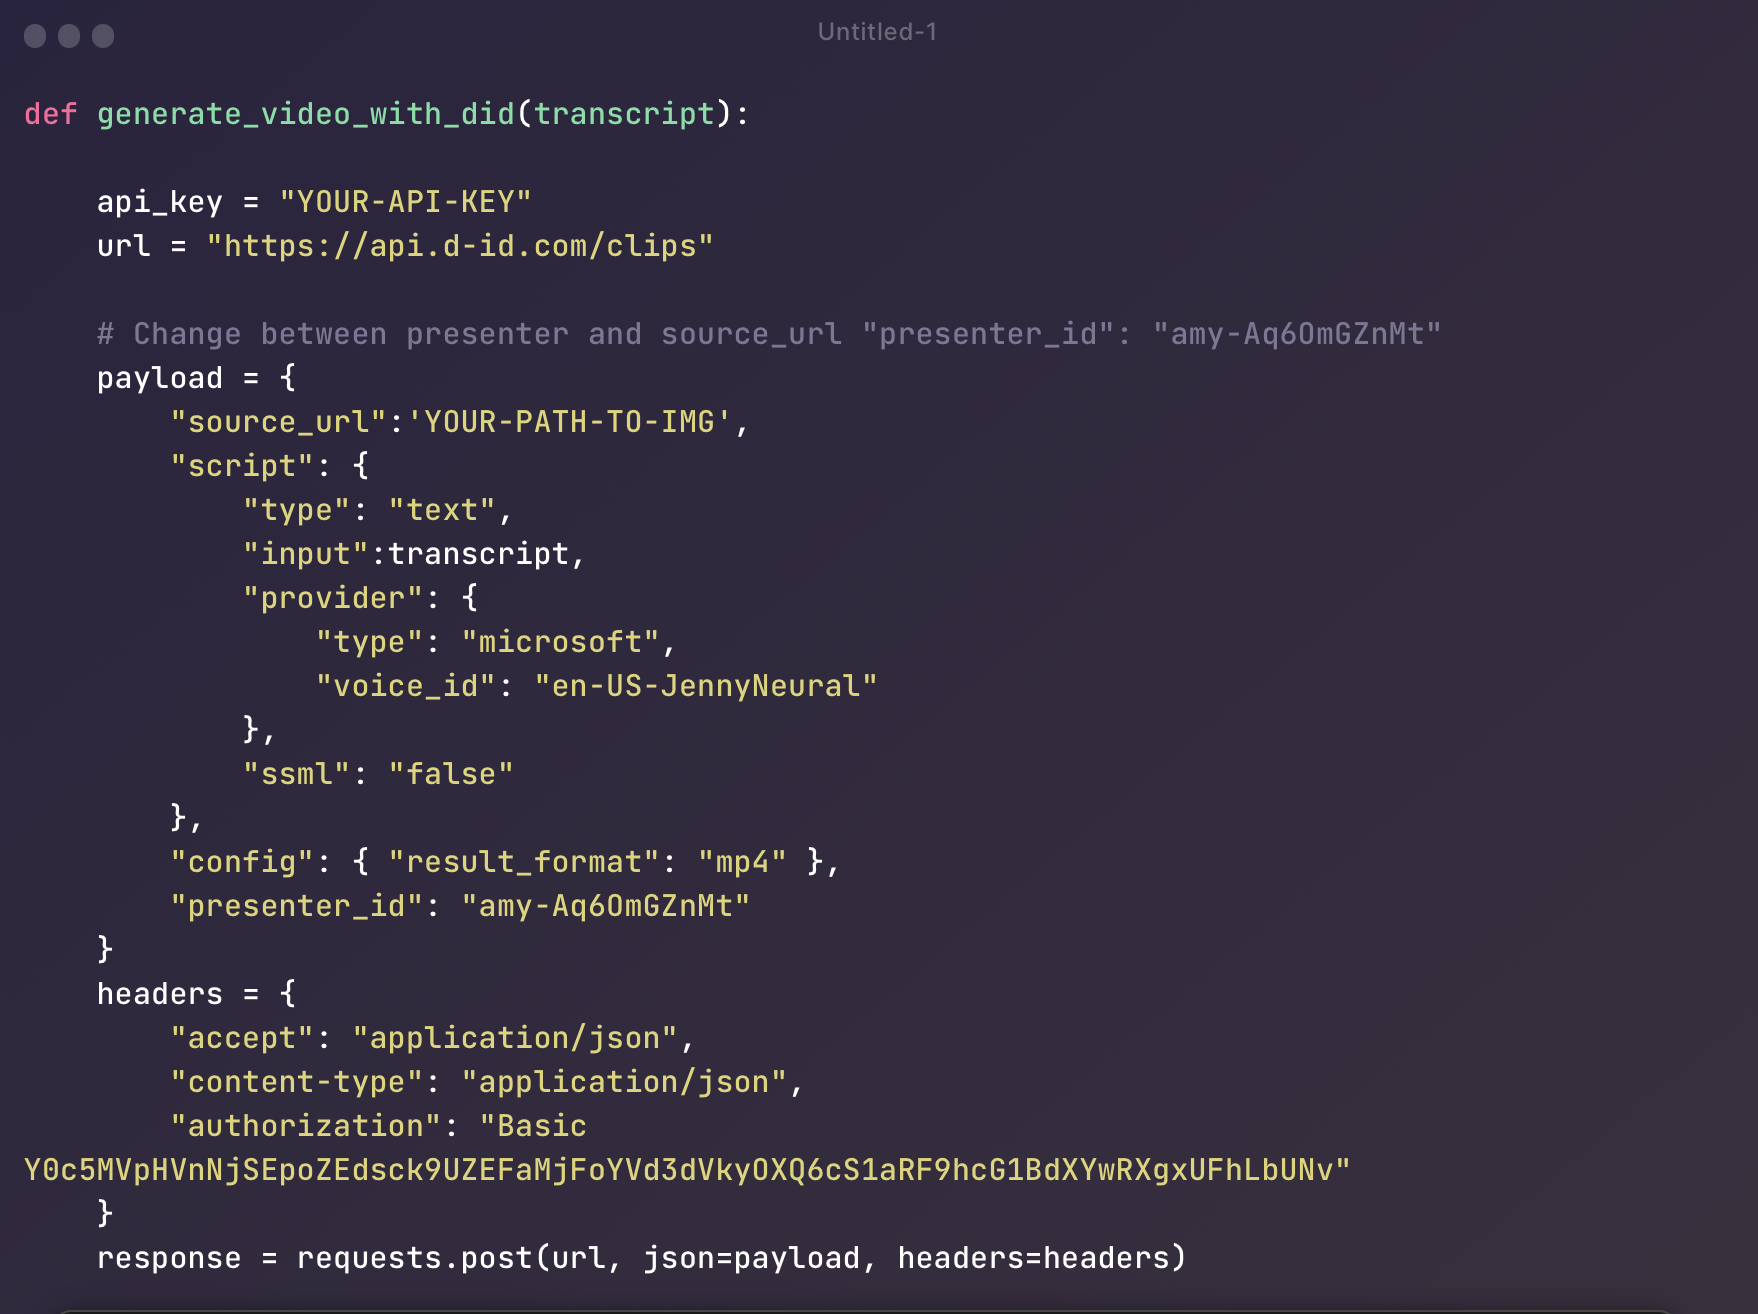 Untitled-1
def generate_video_with_did(transcript):
api_key = "YOUR-API-KEY"
url = "https://api.d-id.com/clips"
# Change between presenter and source_url "presenter_id": "amy-Aq6OmGZnMt"
payload = {
"source_url":'YOUR-PATH-TO-IMG',
"script": {
"type": "text",
"input":transcript,
"provider": {
"type": "microsoft",
"voice_id": "en-US-JennyNeural"
},
"ssml": "false"
},
"config": { "result_format": "mp4" },
"presenter_id": "amy-Aq6OmGZnMt"
}
headers = {
"accept": "application/json",
"content-type": "application/json",
"authorization": "Basic
Y0c5MVpHVnNjSEpoZEdsck9UZEFaMjFoYVd3dVkyOXQ6cS1aRF9hcG1BdXYwRXgxUFhLbUNv"
}
response = requests.post(url, json=payload, headers=headers)